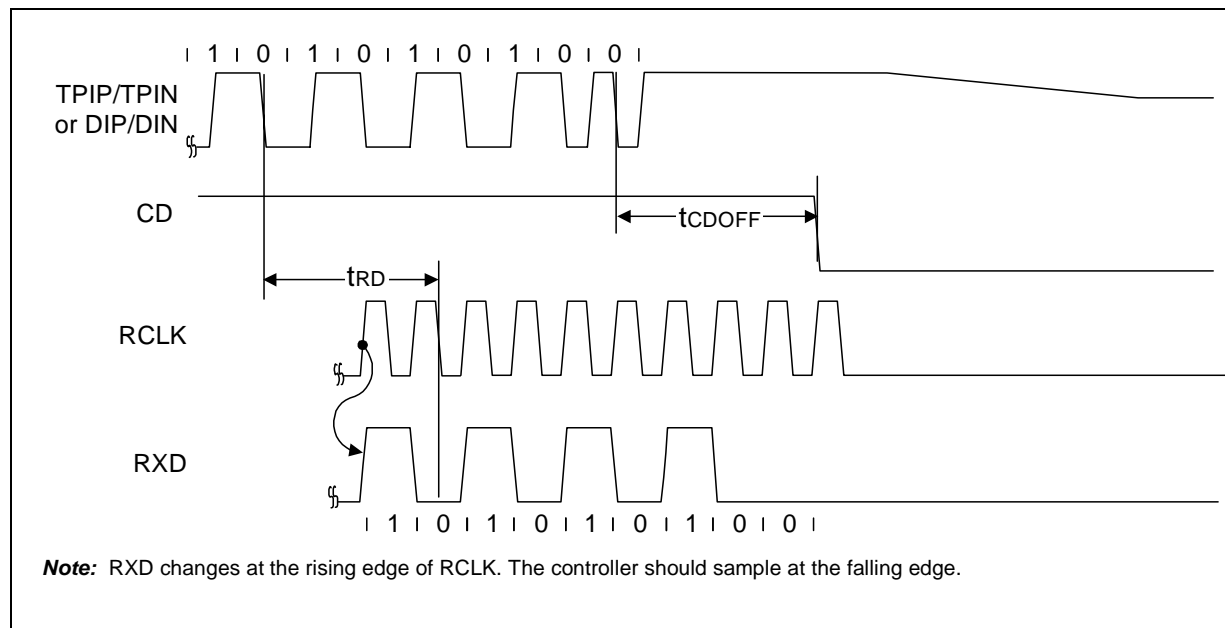 1 0 1 0 1 0 1 0 0
TPIP/TPIN
or DIP/DIN
CD
tCDOFF
tRD
RCLK
RXD
1 0 1 0 1 0 1 0 0
Note: RXD changes at the rising edge of RCLK. The controller should sample at the falling edge.